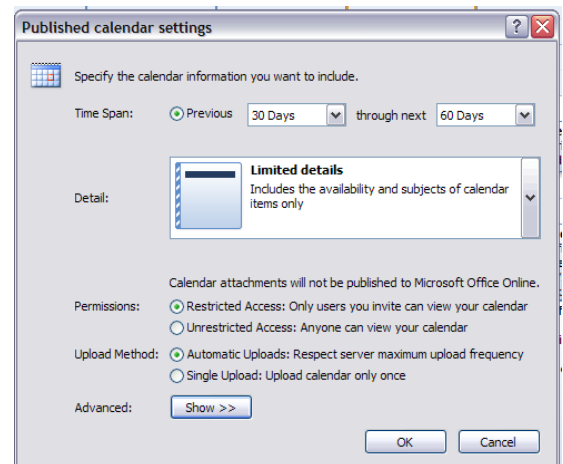 Published calendar settings
Specify the calendar information you want to include.
Time Span: Previous 30 Days through next 60 Days
Limited details
Includes the availability and subjects of calendar
items only
Detail:
Calendar attachments will not be published to Microsoft Office Online.
Permissions: Restricted Access: Only users you invite can view your calendar
Unrestricted Access: Anyone can view your calendar
Upload Method: Automatic Uploads: Respect server maximum upload frequency
Single Upload: Upload calendar only once
Advanced: Show >>
OK Cancel